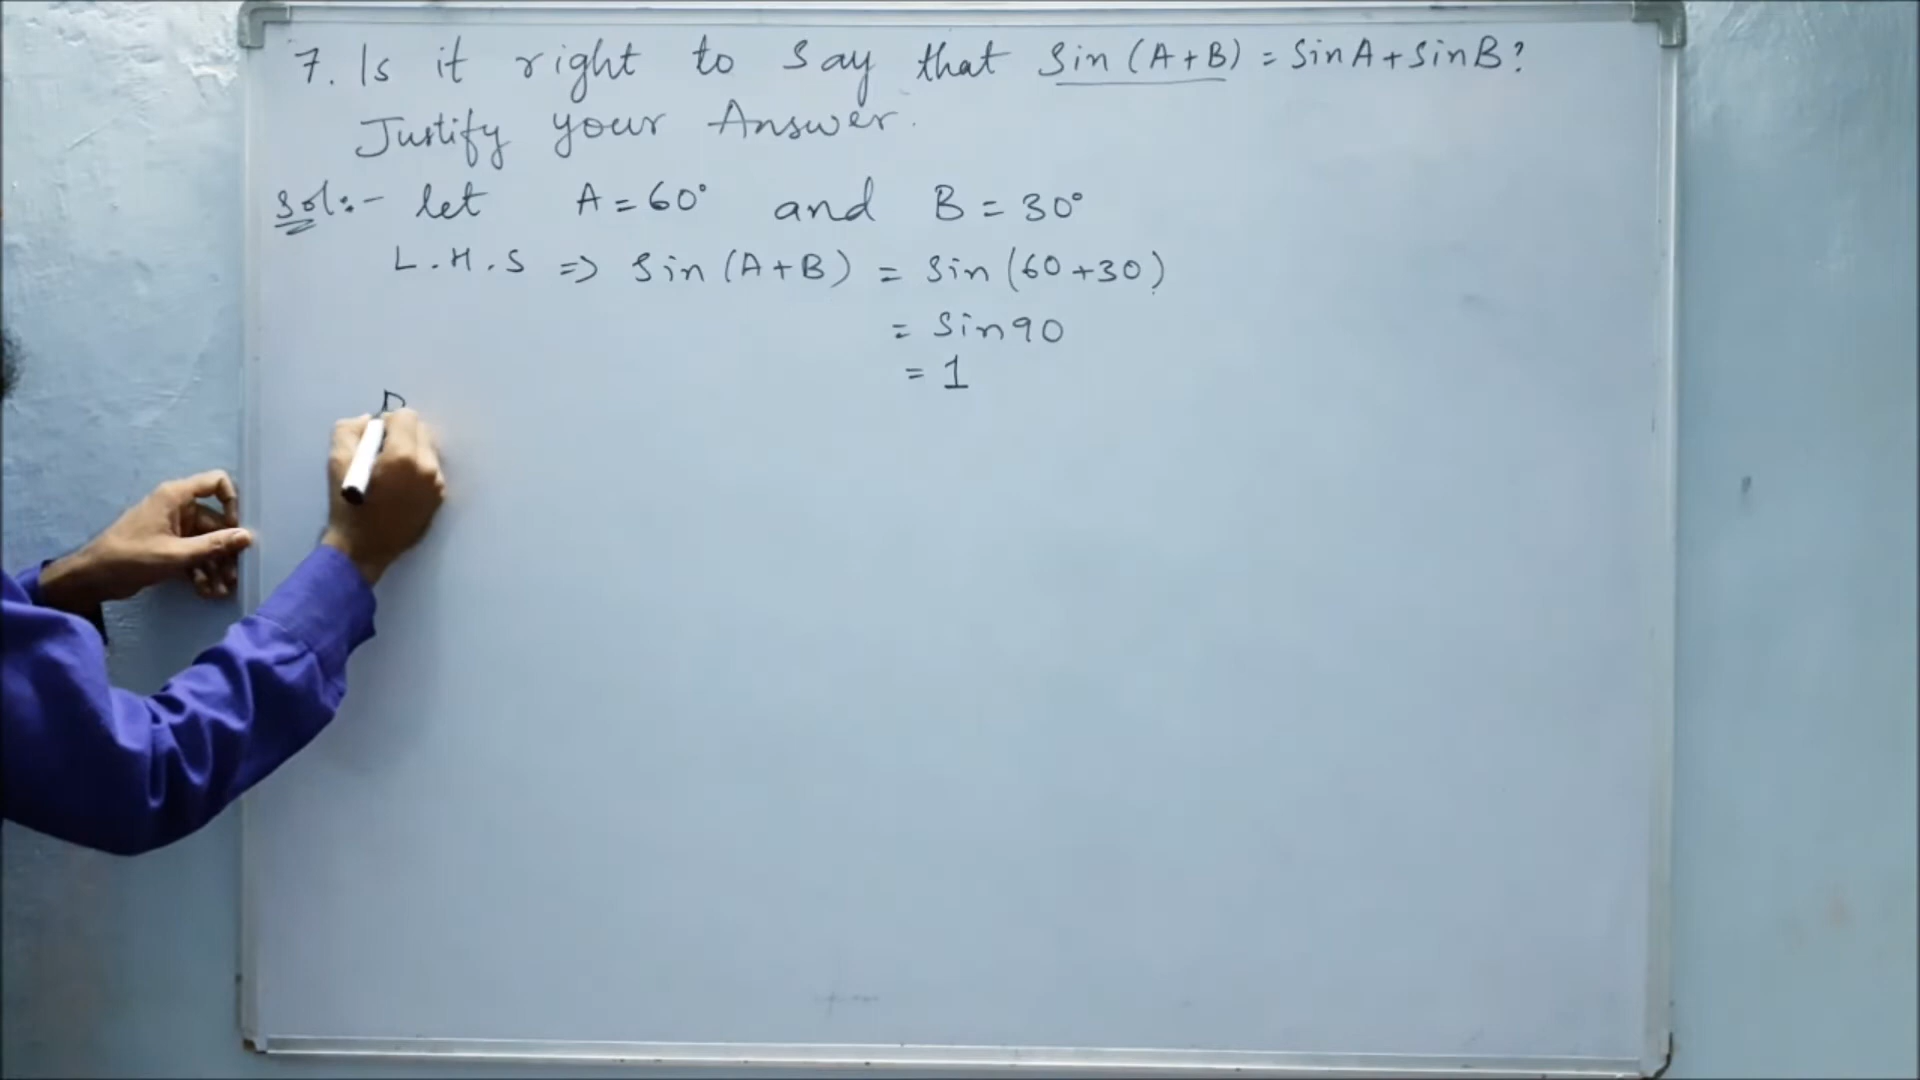 7. Is it right to say that Sin (A+B) = SinA+SinB?
Justify your Answer.
Sol:- let A = 60° and B = 30°
L.H.S => Sin (A+B) = Sin (60+30)
= Sin90
= 1